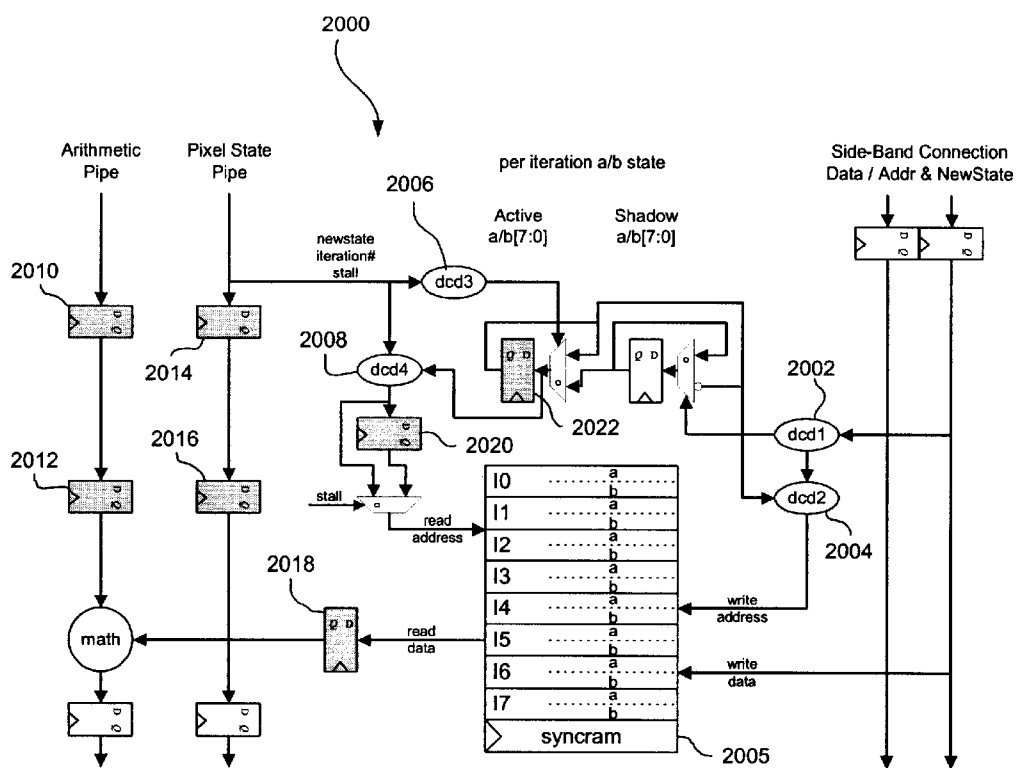 2000
Arithmetic
Pipe
Pixel State
Pipe
per iteration a/b state
Side-Band Connection
Data / Addr & NewState
2006
Active
a/b[7:0]
Shadow
a/b[7:0]
newstate
iteration#
stall
dcd3
D
Q
D
Q
2010
D
Q
D
Q
2014
2008
dcd4
Q D
2022
Q D
2002
dcd1
D
Q
2020
2012
D
Q
2016
D
Q
stall
read
address
dcd2
2004
I0
a
b
I1
a
b
I2
a
b
I3
a
b
I4
a
b
I5
a
b
I6
a
b
I7
a
b
syncram
2005
write
address
write
data
2018
Q D
read
data
math
D
Q
D
Q